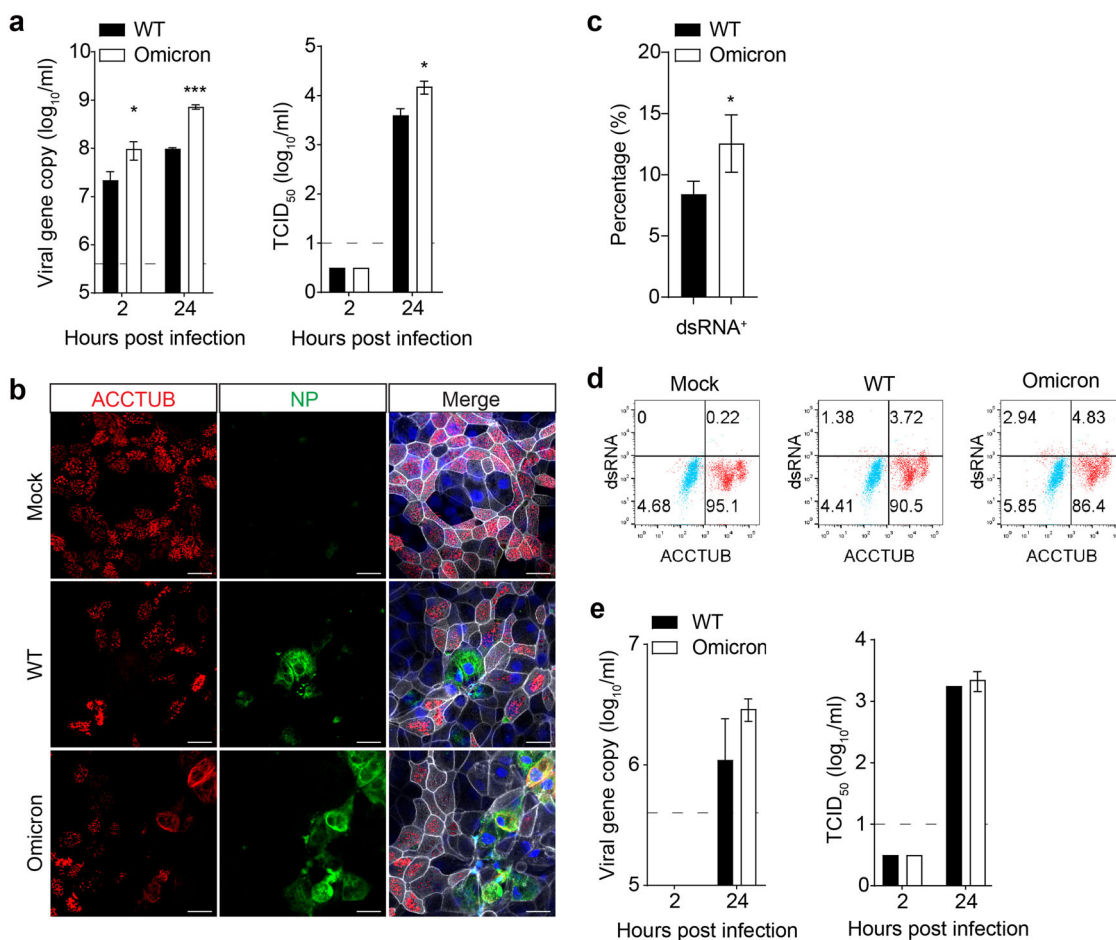 a
WT
Omicron
Viral gene copy (log10/ml)
10
9
8
7
6
5
*
***
2
24
Hours post infection
TCID50 (log10/ml)
5
4
3
2
1
0
*
2
24
Hours post infection
c
WT
Omicron
Percentage (%)
20
15
10
5
0
*
dsRNA+
b
ACCTUB
NP
Merge
Mock
WT
Omicron
d
Mock
WT
Omicron
0
0.22
4.68
95.1
dsRNA
ACCTUB
1.38
3.72
4.41
90.5
dsRNA
ACCTUB
2.94
4.83
5.85
86.4
dsRNA
ACCTUB
e
WT
Omicron
Viral gene copy (log10/ml)
7
6
5
2
24
Hours post infection
WT
Omicron
TCID50 (log10/ml)
4
3
2
1
0
2
24
Hours post infection